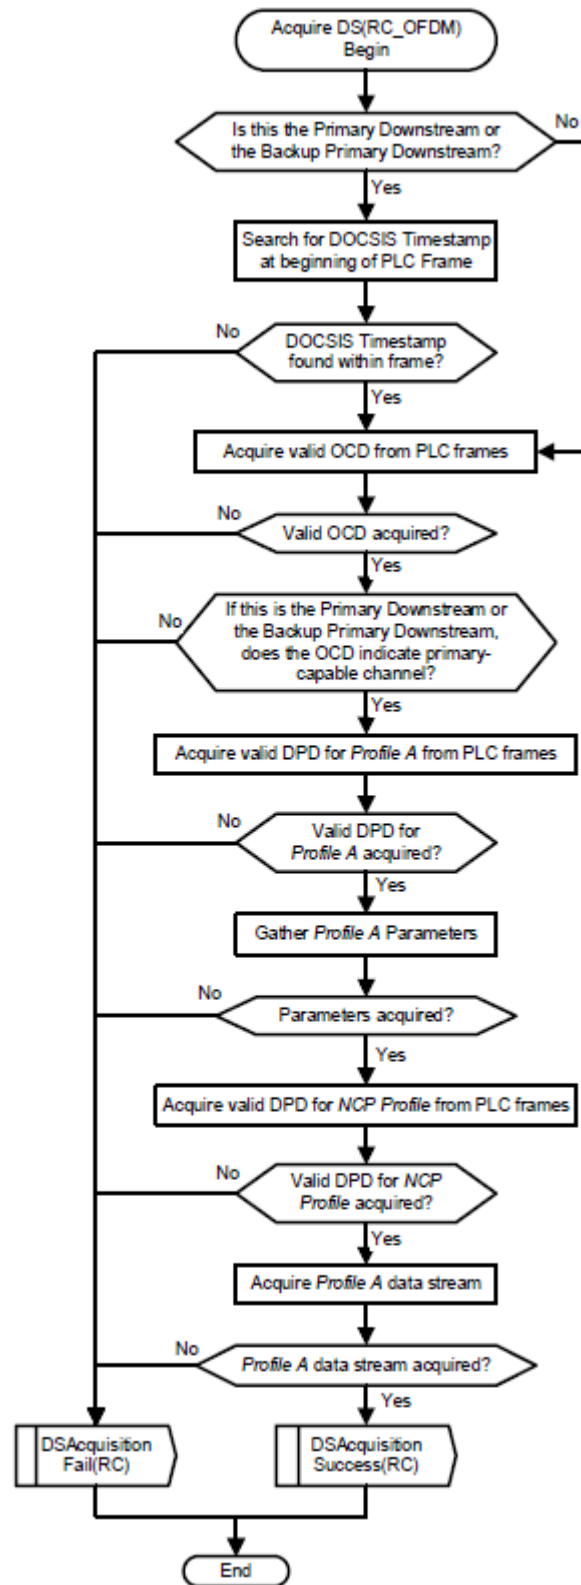 Acquire DS(RC_OFDM)
Begin
Is this the Primary Downstream or
the Backup Primary Downstream?
No
Yes
Search for DOCSIS Timestamp
at beginning of PLC Frame
No
DOCSIS Timestamp
found within frame?
Yes
Acquire valid OCD from PLC frames
No
Valid OCD acquired?
Yes
No
If this is the Primary Downstream or
the Backup Primary Downstream,
does the OCD indicate primary-
capable channel?
Yes
Acquire valid DPD for Profile A from PLC frames
No
Valid DPD for
Profile A acquired?
Yes
Gather Profile A Parameters
No
Parameters acquired?
Yes
Acquire valid DPD for NCP Profile from PLC frames
No
Valid DPD for NCP
Profile acquired?
Yes
Acquire Profile A data stream
No
Profile A data stream acquired?
Yes
DSAcquisition
Fail(RC)
DSAcquisition
Success(RC)
End